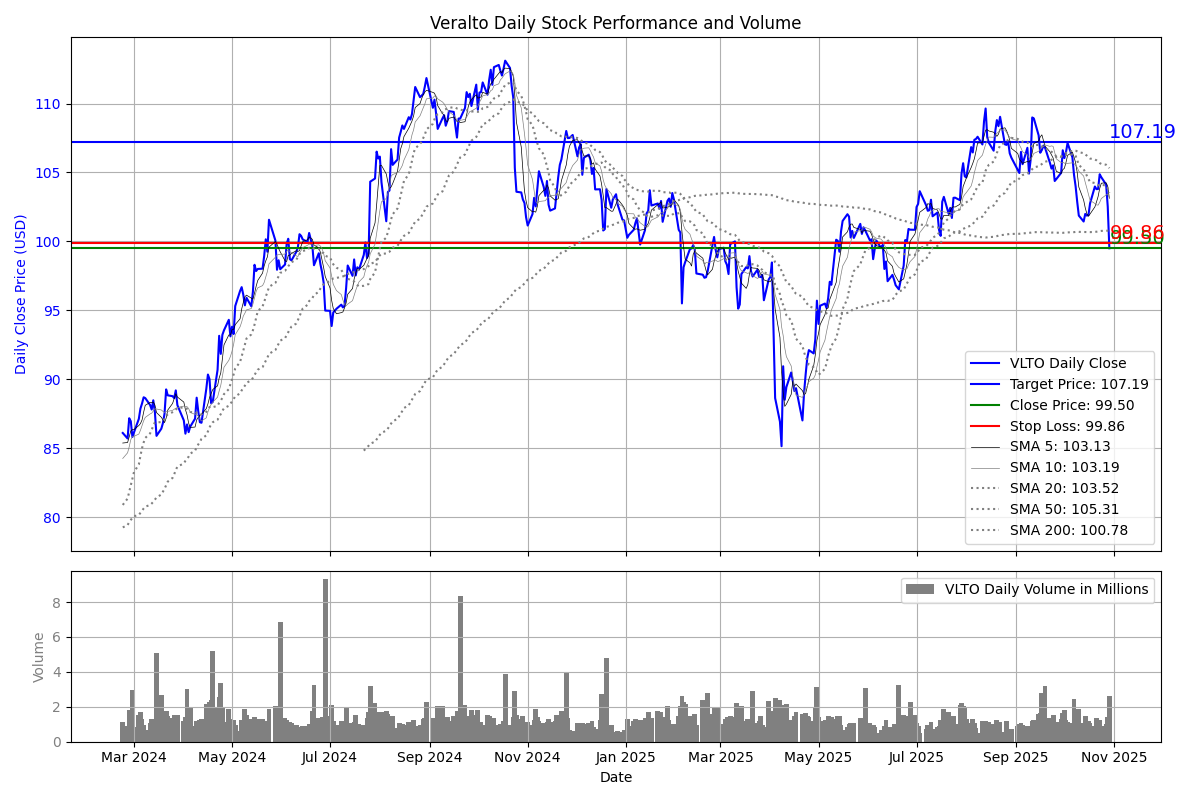 Veralto Daily Stock Performance and Volume
Daily Close Price (USD)
110
105
100
95
90
85
80
107.19
99.86
99.50
VLTO Daily Close
Target Price: 107.19
Close Price: 99.50
Stop Loss: 99.86
SMA 5: 103.13
SMA 10: 103.19
SMA 20: 103.52
SMA 50: 105.31
SMA 200: 100.78
Volume
8
6
4
2
0
VLTO Daily Volume in Millions
Mar 2024 May 2024 Jul 2024 Sep 2024 Nov 2024 Jan 2025 Mar 2025 May 2025 Jul 2025 Sep 2025 Nov 2025
Date